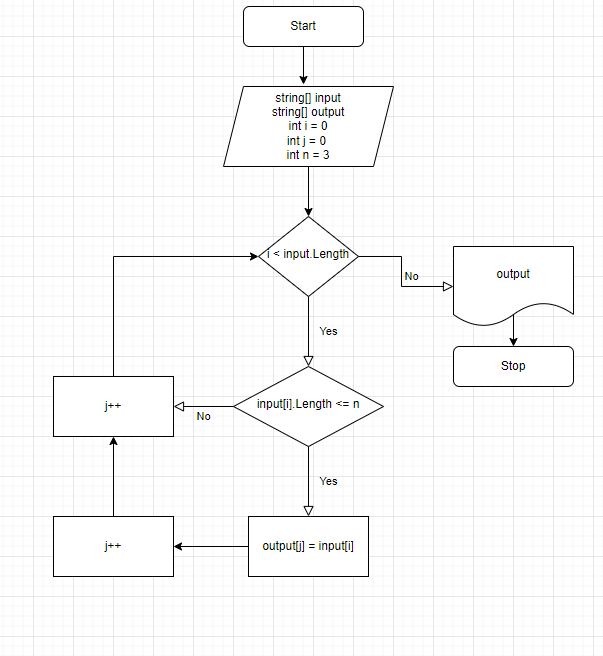 Start
string[] input
string[] output
int i = 0
int j = 0
int n = 3
i < input.Length
No
output
Yes
Stop
j++
No
input[i].Length <= n
Yes
j++
output[j] = input[i]